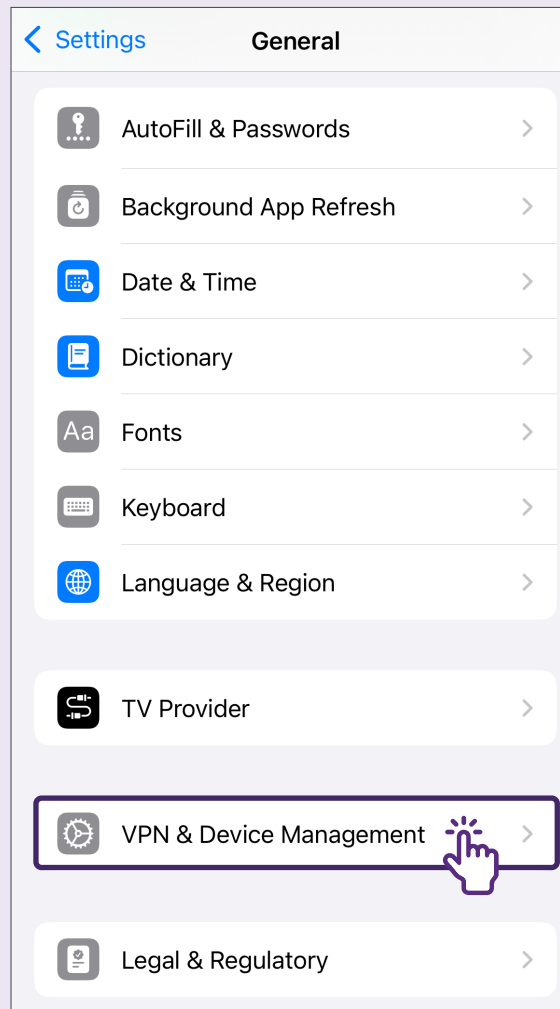 Settings
General
AutoFill & Passwords
Background App Refresh
Date & Time
Dictionary
Aa
Fonts
Keyboard
Language & Region
TV Provider
VPN & Device Management
Legal & Regulatory